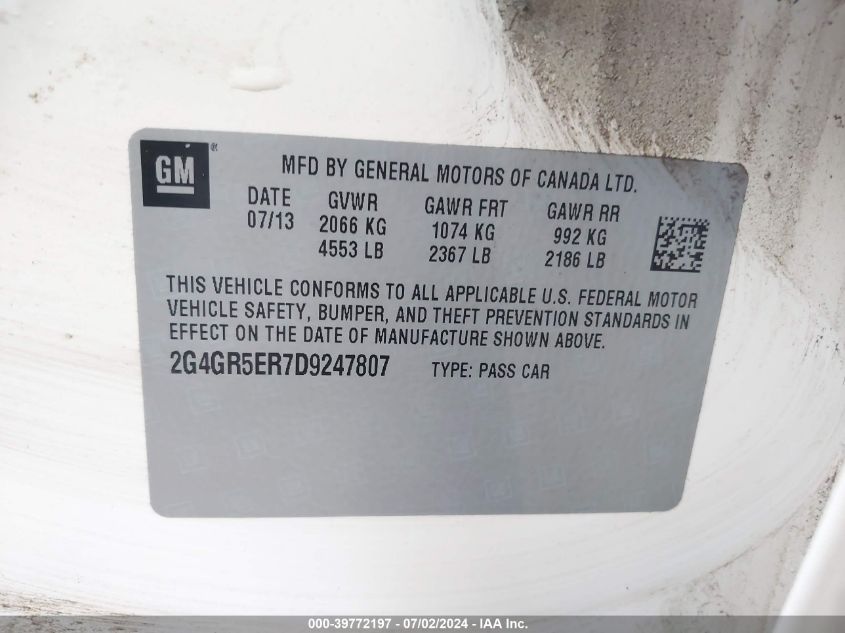 GM®
MFD BY GENERAL MOTORS OF CANADA LTD.
DATE GVWR GAWR FRT GAWR RR
07/13 2066 KG 1074 KG 992 KG
4553 LB 2367 LB 2186 LB
THIS VEHICLE CONFORMS TO ALL APPLICABLE U.S. FEDERAL MOTOR
VEHICLE SAFETY, BUMPER, AND THEFT PREVENTION STANDARDS IN
EFFECT ON THE DATE OF MANUFACTURE SHOWN ABOVE.
2G4GR5ER7D9247807 TYPE: PASS CAR
000-39772197 - 07/02/2024 - IAA Inc.